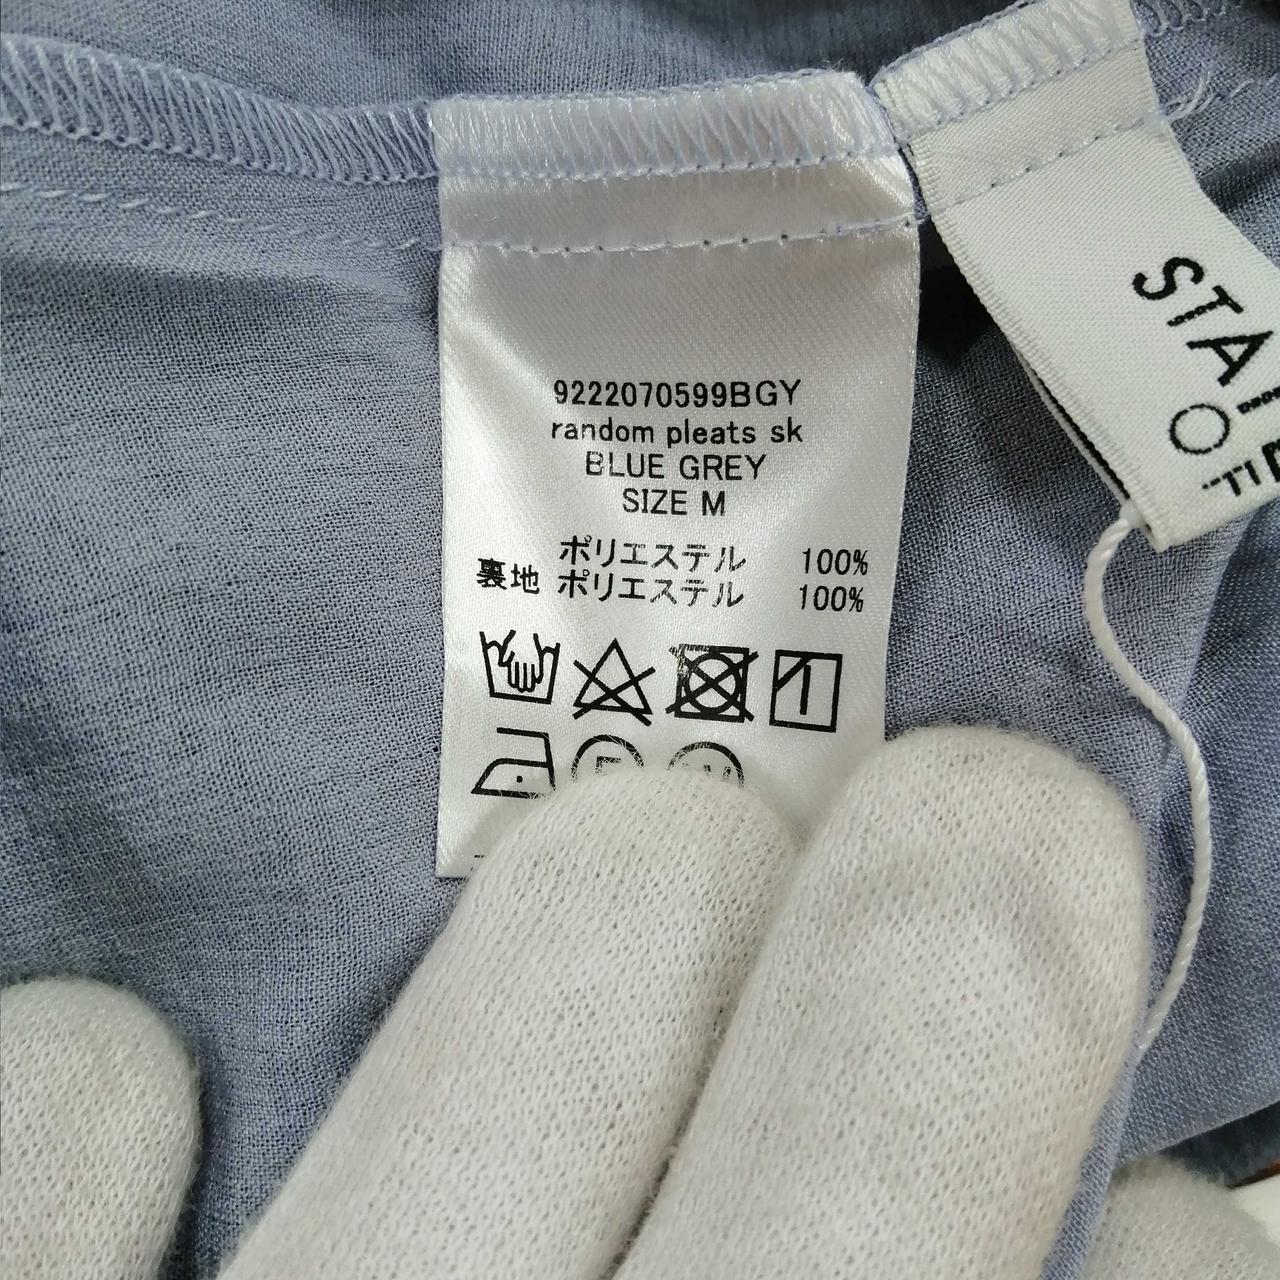 9222070599BGY
random pleats sk
BLUE GREY
SIZE M
ポリエステル 100%
裏地 ポリエステル 100%